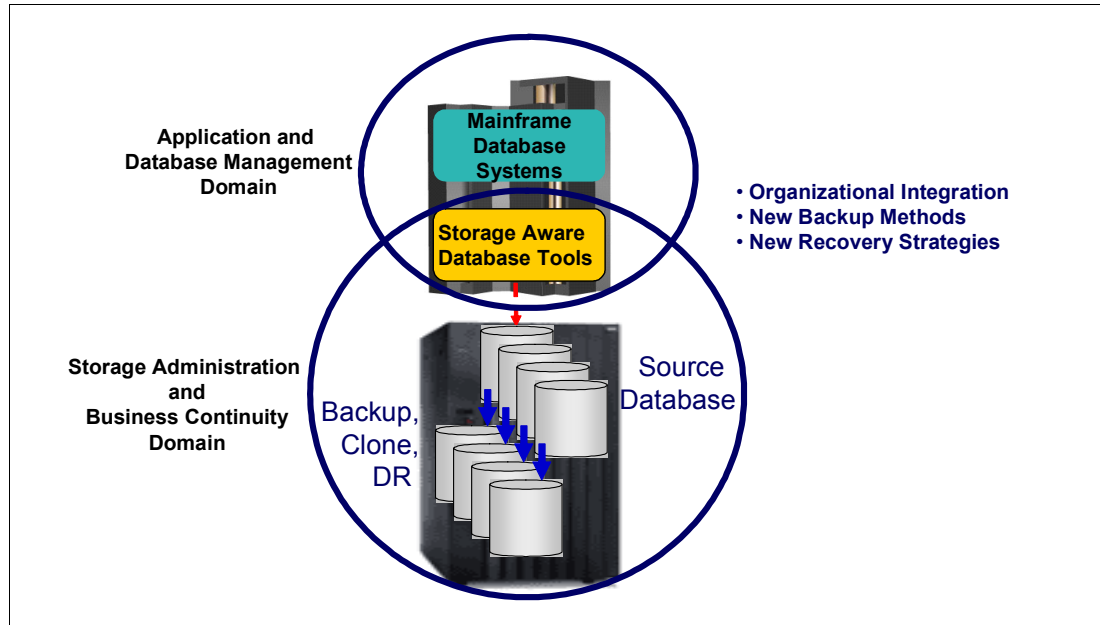 Mainframe
Database
Systems
Application and
Database Management
Domain
• Organizational Integration
• New Backup Methods
• New Recovery Strategies
Storage Aware
Database Tools
Storage Administration
and
Business Continuity
Domain
Source
Database
Backup,
Clone,
DR